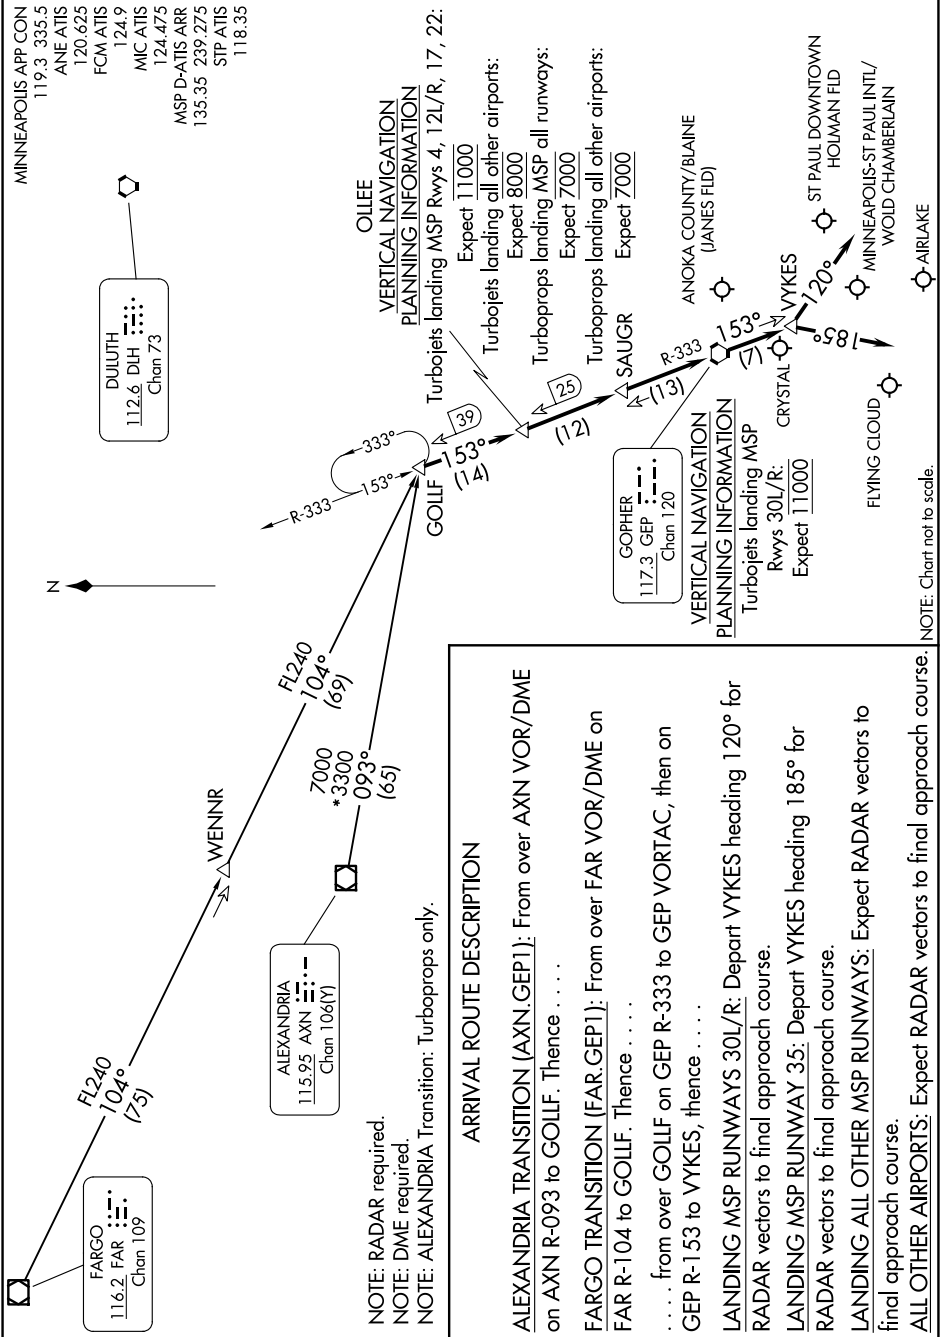 MINNEAPOLIS APP CON
119.3 335.5
ANE ATIS
120.625
FCM ATIS
124.9
MIC ATIS
124.475
MSP D-ATIS ARR
135.35 239.275
STP ATIS
118.35
DULUTH
112.6 DLH
Chan 73
N
FARGO
116.2 FAR
Chan 109
FL240
104°
(75)
WENNR
FL240
104°
(69)
ALEXANDRIA
115.95 AXN
Chan 106(Y)
7000
*3300
093°
(65)
R-333
153°
333°
GOLLF
39
153°
(14)
OLLEE
VERTICAL NAVIGATION
PLANNING INFORMATION
Turbojets landing MSP Rwys 4, 12L/R, 17, 22:
Expect 11000
Turbojets landing all other airports:
Expect 8000
Turboprops landing MSP all runways:
Expect 7000
Turboprops landing all other airports:
Expect 7000
25
(12)
SAUGR
(13)
R-333
GOPHER
117.3 GEP
Chan 120
153°
(7)
VYKES
120°
185°
ANOKA COUNTY/BLAINE
(JANES FLD)
CRYSTAL
ST PAUL DOWNTOWN
HOLMAN FLD
MINNEAPOLIS-ST PAUL INTL/
WOLD CHAMBERLAIN
AIRLAKE
FLYING CLOUD
VERTICAL NAVIGATION
PLANNING INFORMATION
Turbojets landing MSP
Rwys 30L/R:
Expect 11000
NOTE: Chart not to scale.
NOTE: RADAR required.
NOTE: DME required.
NOTE: ALEXANDRIA Transition: Turboprops only.
ARRIVAL ROUTE DESCRIPTION
ALEXANDRIA TRANSITION (AXN.GEP1): From over AXN VOR/DME
on AXN R-093 to GOLLF. Thence . . . .
FARGO TRANSITION (FAR.GEP1): From over FAR VOR/DME on
FAR R-104 to GOLLF. Thence . . . .
. . . . from over GOLLF on GEP R-333 to GEP VORTAC, then on
GEP R-153 to VYKES, thence . . . .
LANDING MSP RUNWAYS 30L/R: Depart VYKES heading 120° for
RADAR vectors to final approach course.
LANDING MSP RUNWAY 35: Depart VYKES heading 185° for
RADAR vectors to final approach course.
LANDING ALL OTHER MSP RUNWAYS: Expect RADAR vectors to
final approach course.
ALL OTHER AIRPORTS: Expect RADAR vectors to final approach course.